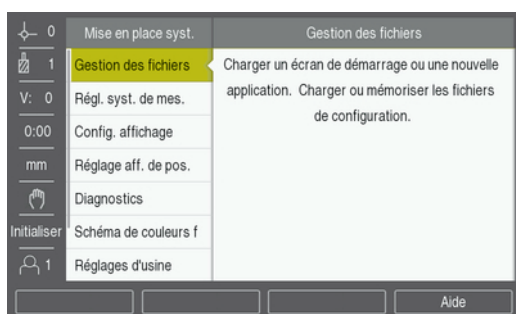 0
Mise en place syst.
Gestion des fichiers
1
Gestion des fichiers
Charger un écran de démarrage ou une nouvelle
application. Charger ou mémoriser les fichiers
de configuration.
V: 0
Régl. syst. de mes.
0:00
Config. affichage
mm
Réglage aff. de pos.
Diagnostics
Initialiser
Schéma de couleurs f
1
Réglages d'usine
Aide